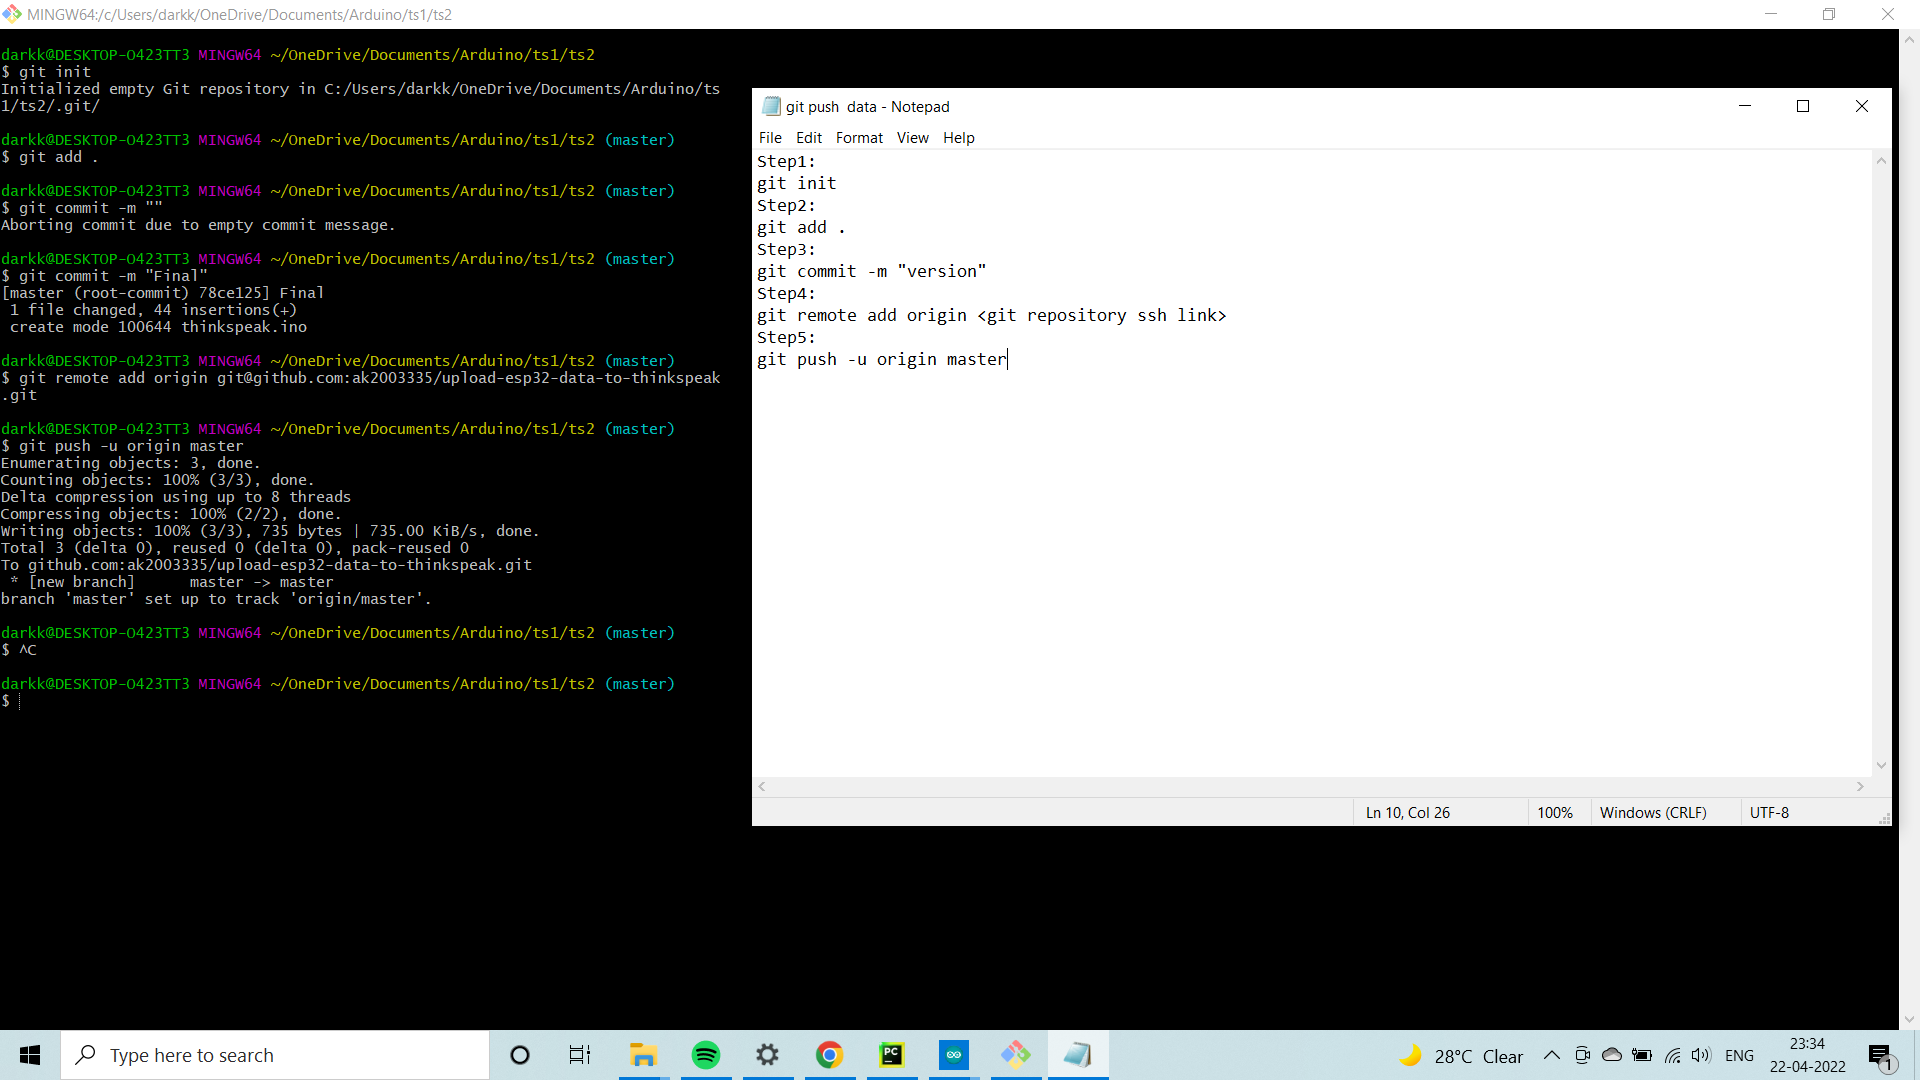 MINGW64:/c/Users/darkk/OneDrive/Documents/Arduino/ts1/ts2
darkk@DESKTOP-O423TT3 MINGW64 ~/OneDrive/Documents/Arduino/ts1/ts2
$ git init
Initialized empty Git repository in C:/Users/darkk/OneDrive/Documents/Arduino/ts
1/ts2/.git/
darkk@DESKTOP-O423TT3 MINGW64 ~/OneDrive/Documents/Arduino/ts1/ts2 (master)
$ git add .
darkk@DESKTOP-O423TT3 MINGW64 ~/OneDrive/Documents/Arduino/ts1/ts2 (master)
$ git commit -m ""
Aborting commit due to empty commit message.
darkk@DESKTOP-O423TT3 MINGW64 ~/OneDrive/Documents/Arduino/ts1/ts2 (master)
$ git commit -m "Final"
[master (root-commit) 78ce125] Final
1 file changed, 44 insertions(+)
create mode 100644 thinkspeak.ino
darkk@DESKTOP-O423TT3 MINGW64 ~/OneDrive/Documents/Arduino/ts1/ts2 (master)
$ git remote add origin git@github.com:ak2003335/upload-esp32-data-to-thinkspeak
.git
darkk@DESKTOP-O423TT3 MINGW64 ~/OneDrive/Documents/Arduino/ts1/ts2 (master)
$ git push -u origin master
Enumerating objects: 3, done.
Counting objects: 100% (3/3), done.
Delta compression using up to 8 threads
Compressing objects: 100% (2/2), done.
Writing objects: 100% (3/3), 735 bytes | 735.00 KiB/s, done.
Total 3 (delta 0), reused 0 (delta 0), pack-reused 0
To github.com:ak2003335/upload-esp32-data-to-thinkspeak.git
* [new branch]      master -> master
branch 'master' set up to track 'origin/master'.
darkk@DESKTOP-O423TT3 MINGW64 ~/OneDrive/Documents/Arduino/ts1/ts2 (master)
$ ^C
darkk@DESKTOP-O423TT3 MINGW64 ~/OneDrive/Documents/Arduino/ts1/ts2 (master)
$
git push  data - Notepad
File Edit Format View Help
Step1:
git init
Step2:
git add .
Step3:
git commit -m "version"
Step4:
git remote add origin <git repository ssh link>
Step5:
git push -u origin master
Ln 10, Col 26 100% Windows (CRLF) UTF-8
Type here to search
PC
28°C Clear
ENG
23:34
22-04-2022
1